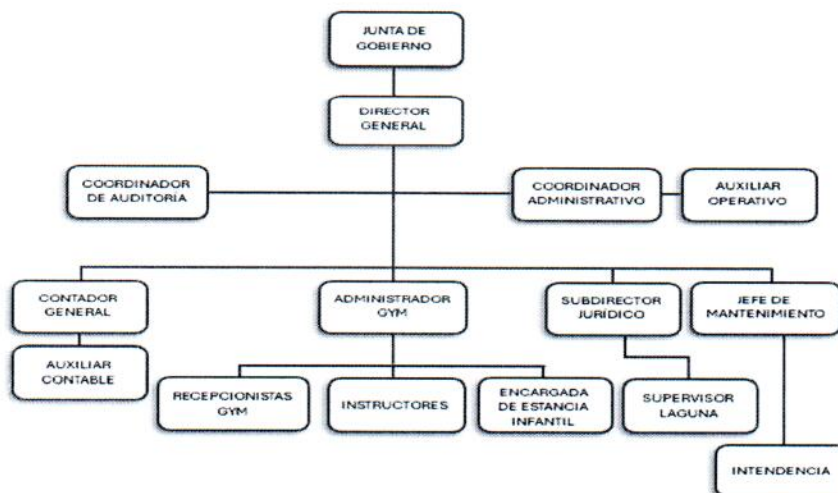 JUNTA DE
GOBIERNO
DIRECTOR
GENERAL
COORDINADOR
DE AUDITORIA
COORDINADOR
ADMINISTRATIVO
AUXILIAR
OPERATIVO
CONTADOR
GENERAL
ADMINISTRADOR
GYM
SUBDIRECTOR
JURÍDICO
JEFE DE
MANTENIMIENTO
AUXILIAR
CONTABLE
RECEPCIONISTAS
GYM
INSTRUCTORES
ENCARGADA
DE ESTANCIA
INFANTIL
SUPERVISOR
LAGUNA
INTENDENCIA